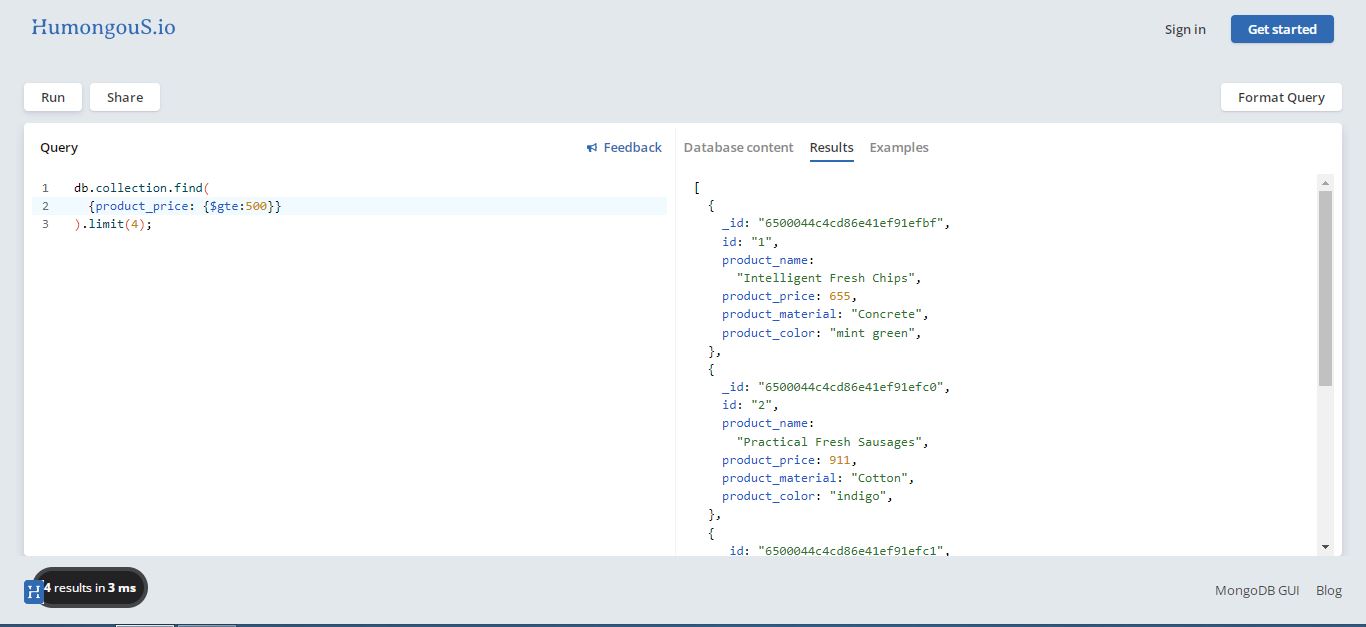 HumongouS.io
Sign in
Get started
Run
Share
Format Query
Query
Feedback
Database content
Results
Examples
1 db.collection.find(
2 {product_price: {$gte:500}}
3 ).limit(4);
[
{
_id: "6500044c4cd86e41ef91efbf",
id: "1",
product_name:
"Intelligent Fresh Chips",
product_price: 655,
product_material: "Concrete",
product_color: "mint green",
},
{
_id: "6500044c4cd86e41ef91efc0",
id: "2",
product_name:
"Practical Fresh Sausages",
product_price: 911,
product_material: "Cotton",
product_color: "indigo",
},
{
_id: "6500044c4cd86e41ef91efc1",
H
4 results in 3 ms
MongoDB GUI
Blog